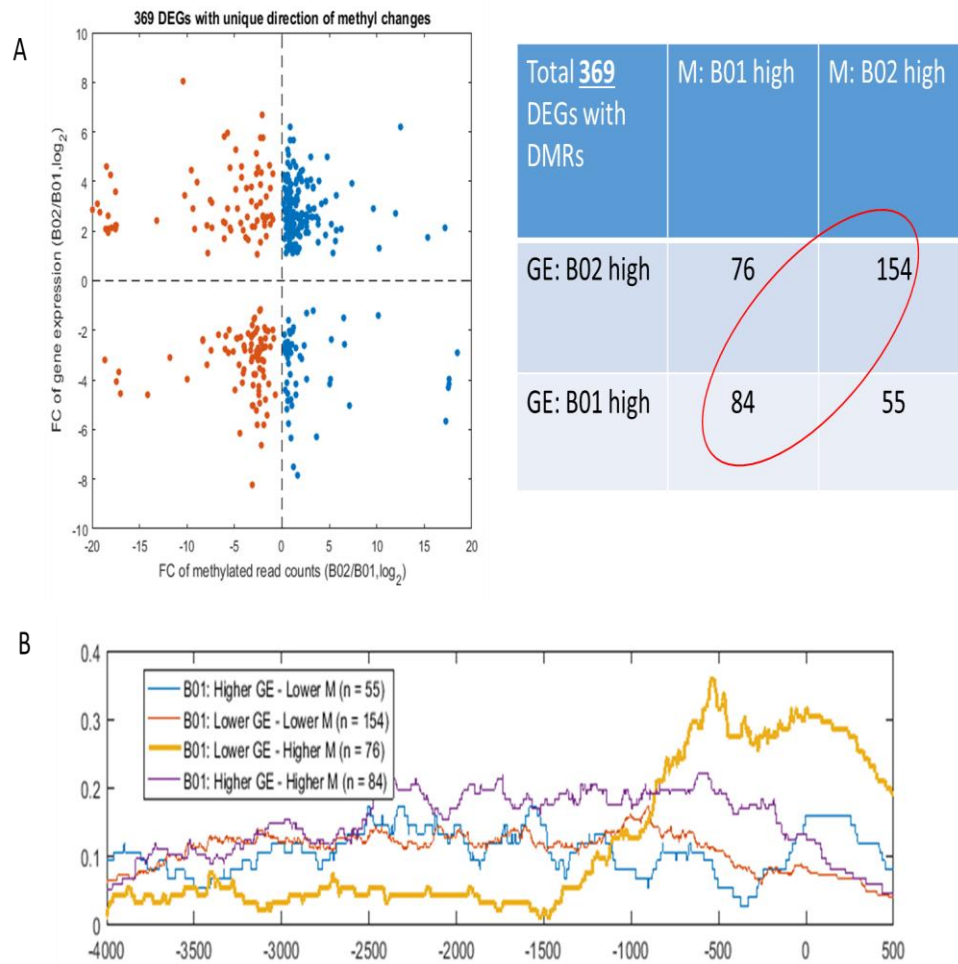 A
369 DEGs with unique direction of methyl changes
10
8
6
4
2
0
-2
-4
-6
-8
-10
FC of gene expression (B02/B01,log2)
-20
-15
-10
-5
0
5
10
15
20
FC of methylated read counts (B02/B01,log2)
Total 369
DEGs with
DMRs
M: B01 high
M: B02 high
GE: B02 high
76
154
GE: B01 high
84
55
B
0.4
0.3
0.2
0.1
0
B01: Higher GE - Lower M (n = 55)
B01: Lower GE - Lower M (n = 154)
B01: Lower GE - Higher M (n = 76)
B01: Higher GE - Higher M (n = 84)
-4000
-3500
-3000
-2500
-2000
-1500
-1000
-500
0
500